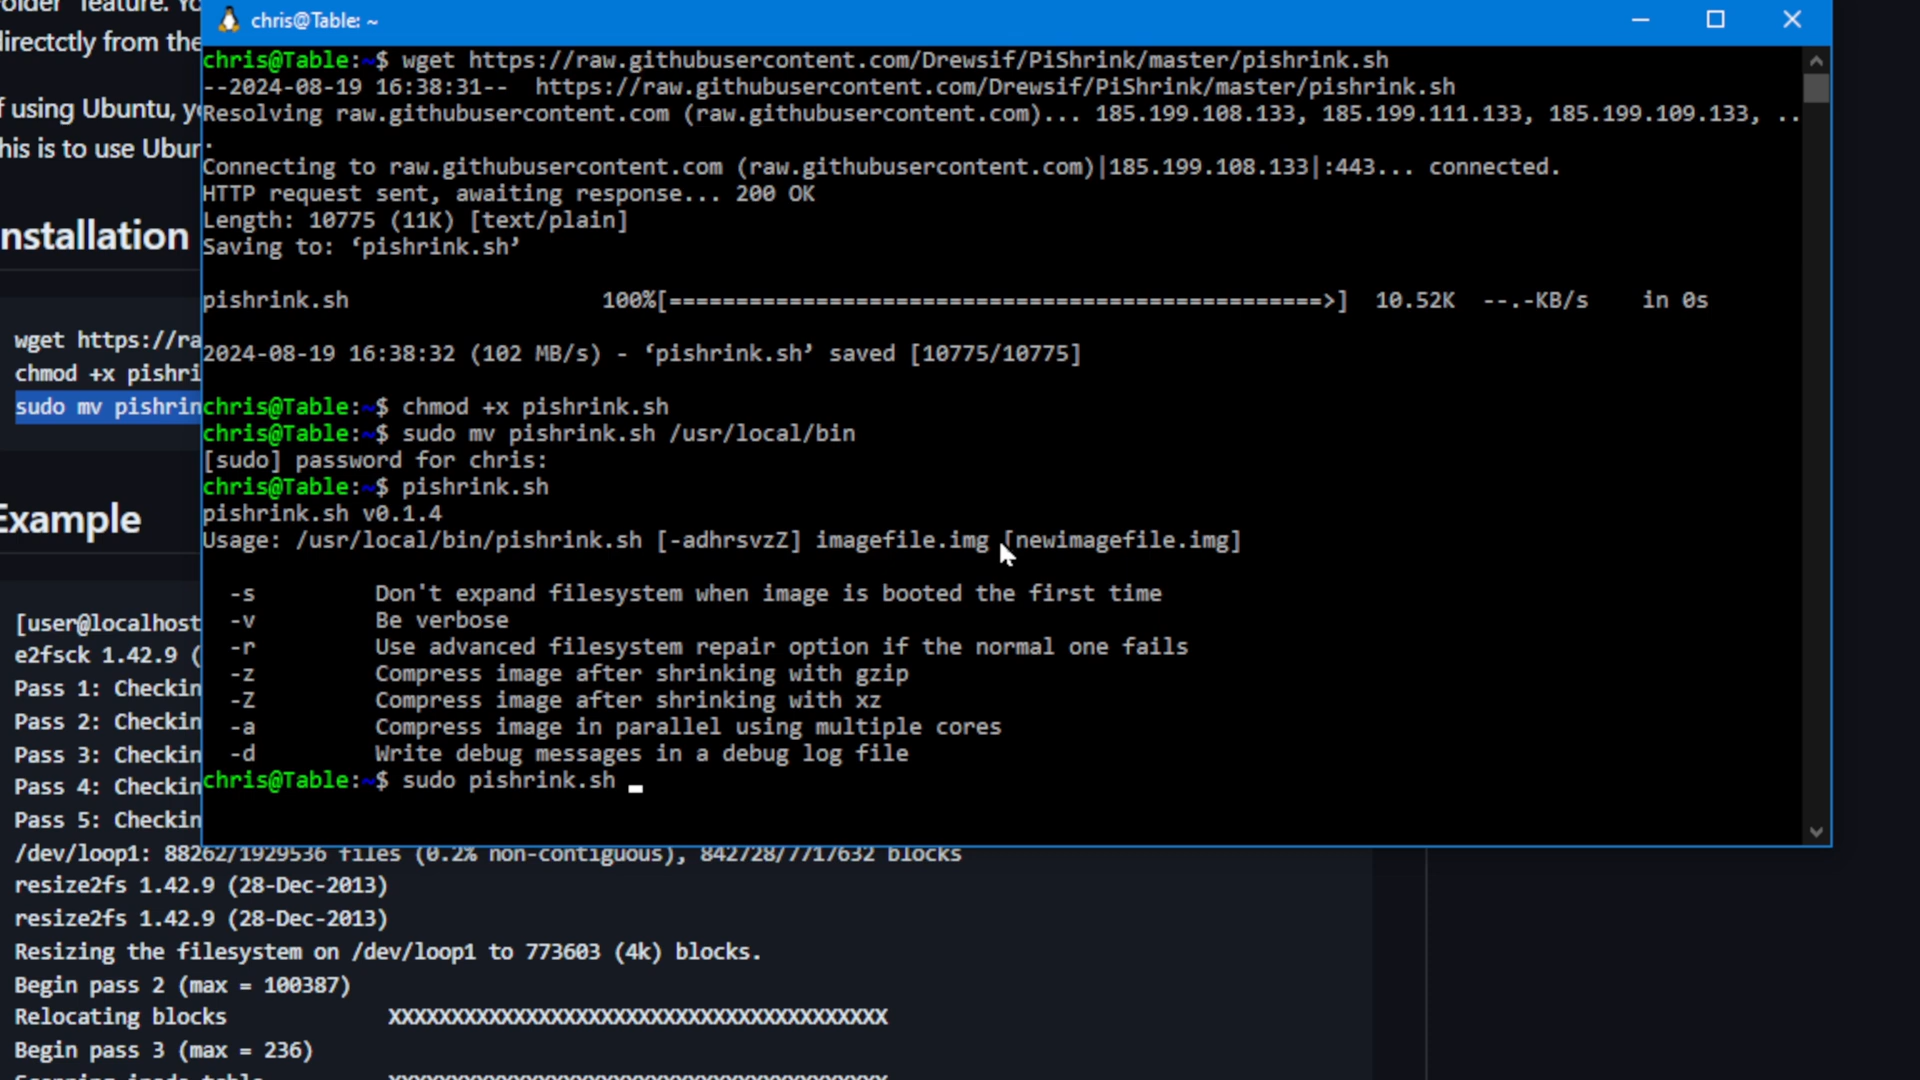 older" feature. Yo
directctly from the
f using Ubuntu, yo
his is to use Ubun
nstallation
wget https://ra
chmod +x pishri
sudo mv pishrin
Example
[user@localhost
e2fsck 1.42.9 (
Pass 1: Checkin
Pass 2: Checkin
Pass 3: Checkin
Pass 4: Checkin
Pass 5: Checkin
/dev/loop1: 88262/1929536 files (0.2% non-contiguous), 842728/7717632 blocks
resize2fs 1.42.9 (28-Dec-2013)
resize2fs 1.42.9 (28-Dec-2013)
Resizing the filesystem on /dev/loop1 to 773603 (4k) blocks.
Begin pass 2 (max = 100387)
Relocating blocks XXXXXXXXXXXXXXXXXXXXXXXXXXXXXXXXXXXXXXXX
Begin pass 3 (max = 236)
Scanning inode table XXXXXXXXXXXXXXXXXXXXXXXXXXXXXXXXXXXXXXXX
chris@Table: ~
chris@Table:~$ wget https://raw.githubusercontent.com/Drewsif/PiShrink/master/pishrink.sh
--2024-08-19 16:38:31-- https://raw.githubusercontent.com/Drewsif/PiShrink/master/pishrink.sh
Resolving raw.githubusercontent.com (raw.githubusercontent.com)... 185.199.108.133, 185.199.111.133, 185.199.109.133, ..
.
Connecting to raw.githubusercontent.com (raw.githubusercontent.com)|185.199.108.133|:443... connected.
HTTP request sent, awaiting response... 200 OK
Length: 10775 (11K) [text/plain]
Saving to: ‘pishrink.sh’
pishrink.sh 100%[=================================================>] 10.52K --.-KB/s in 0s
2024-08-19 16:38:32 (102 MB/s) - ‘pishrink.sh’ saved [10775/10775]
chris@Table:~$ chmod +x pishrink.sh
chris@Table:~$ sudo mv pishrink.sh /usr/local/bin
[sudo] password for chris:
chris@Table:~$ pishrink.sh
pishrink.sh v0.1.4
Usage: /usr/local/bin/pishrink.sh [-adhrsvzZ] imagefile.img [newimagefile.img]
-s Don't expand filesystem when image is booted the first time
-v Be verbose
-r Use advanced filesystem repair option if the normal one fails
-z Compress image after shrinking with gzip
-Z Compress image after shrinking with xz
-a Compress image in parallel using multiple cores
-d Write debug messages in a debug log file
chris@Table:~$ sudo pishrink.sh